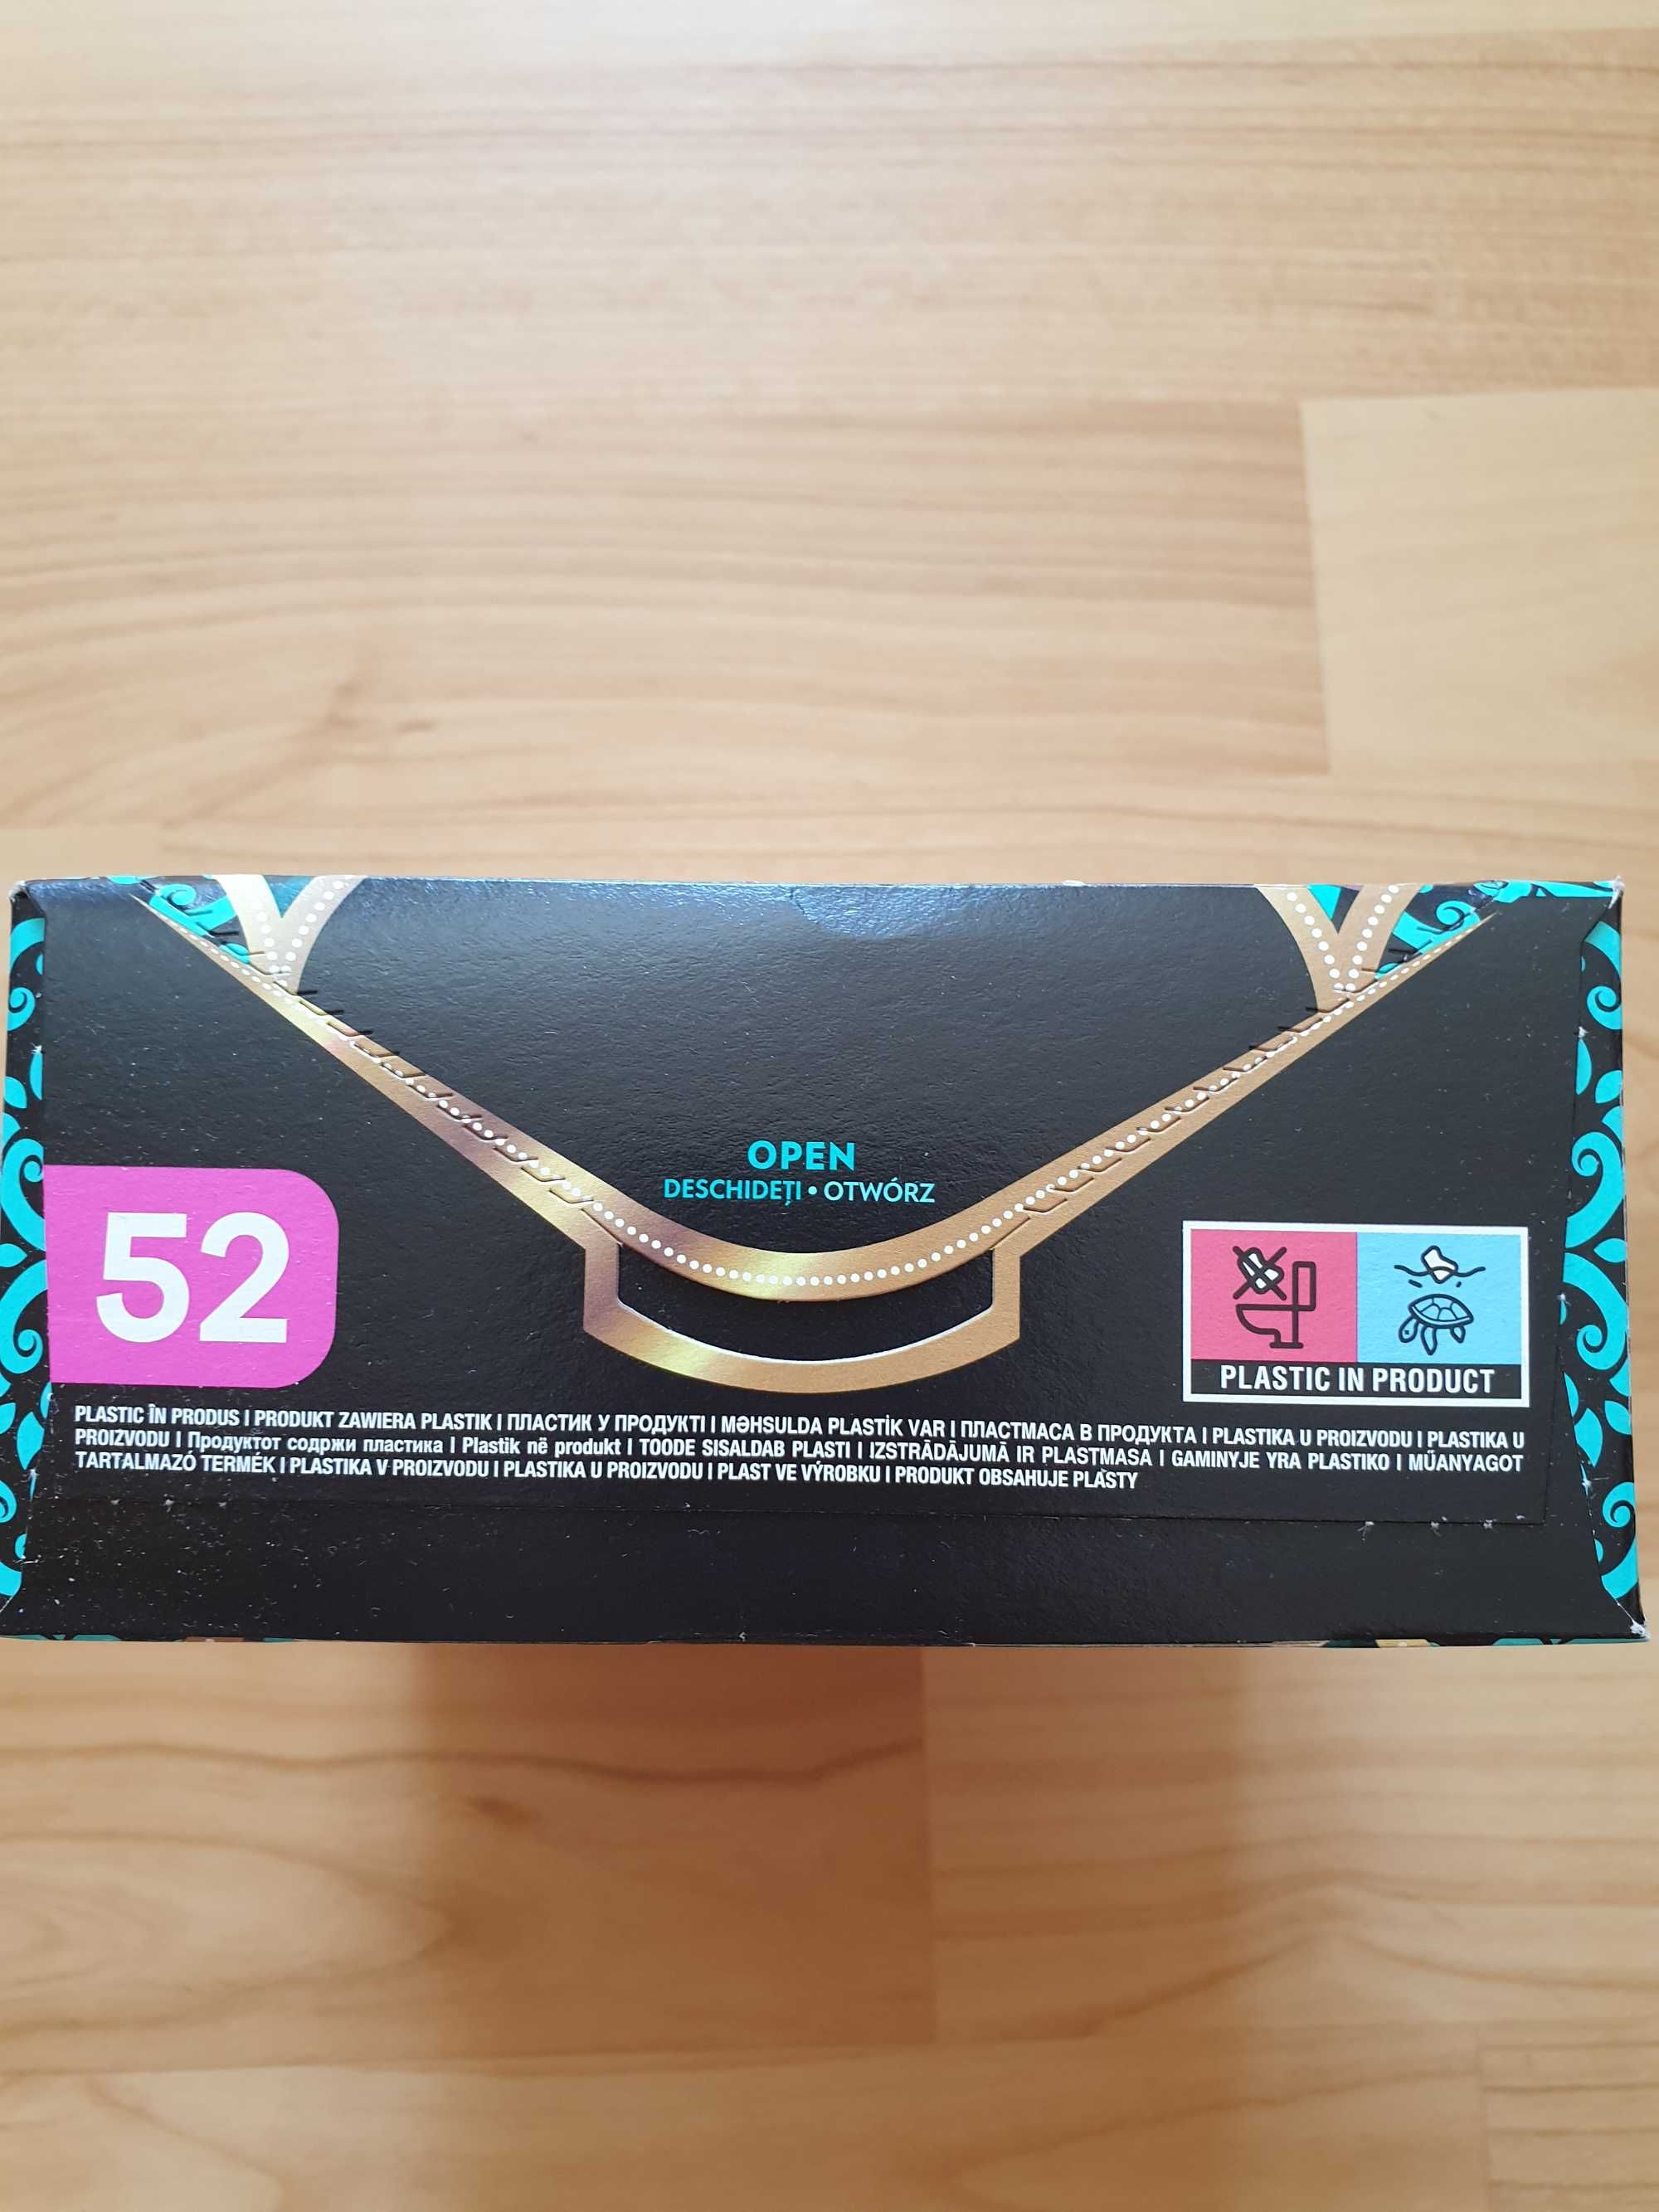 OPEN
DESCHIDEȚI • OTWÓRZ
52
PLASTIC IN PRODUCT
PLASTIC ÎN PRODUS | PRODUKT ZAWIERA PLASTIK | ПЛАСТИК У ПРОДУКТІ | MƏHSULDA PLASTİK VAR | ПЛАСТМАСА В ПРОДУКТА | PLASTIKA U PROIZVODU | PLASTIKA U
PROIZVODU | Продуктот содржи пластика | Plastik në produkt | TOODE SISALDAB PLASTI | IZSTRĀDĀJUMĀ IR PLASTMASA | GAMINYJE YRA PLASTIKO | MŰANYAGOT
TARTALMAZÓ TERMÉK | PLASTIKA V PROIZVODU | PLASTIKA U PROIZVODU | PLAST VE VÝROBKU | PRODUKT OBSAHUJE PLASTY